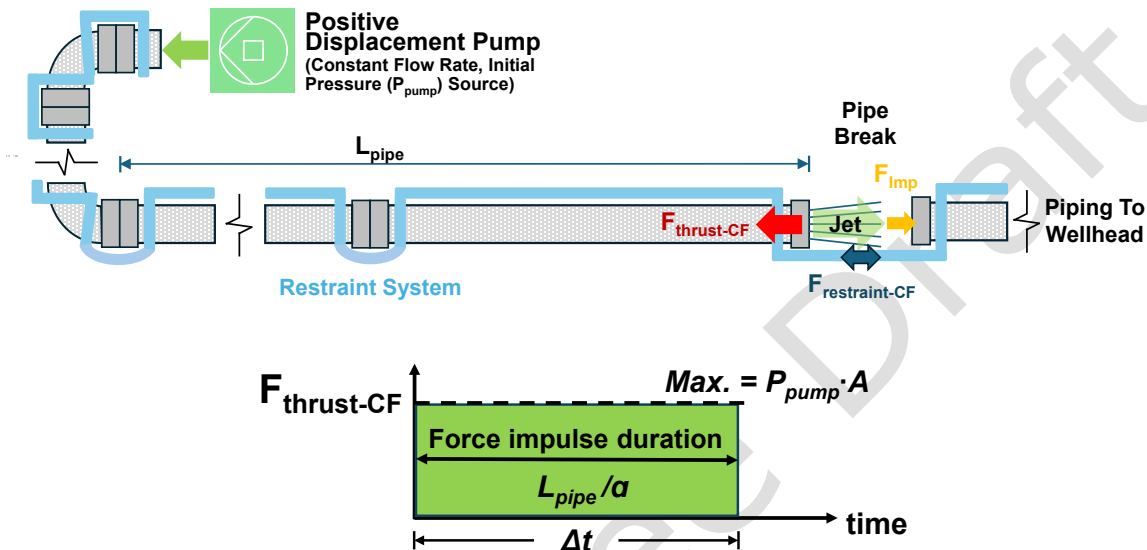 Positive
Displacement Pump
(Constant Flow Rate, Initial
Pressure (Ppump) Source)
Pipe
Break
Lpipe
FImp
Fthrust-CF
Jet
Piping To
Wellhead
Restraint System
Frestraint-CF
Fthrust-CF
Max. = Ppump·A
Force impulse duration
Lpipe/a
time
Δt
Draft